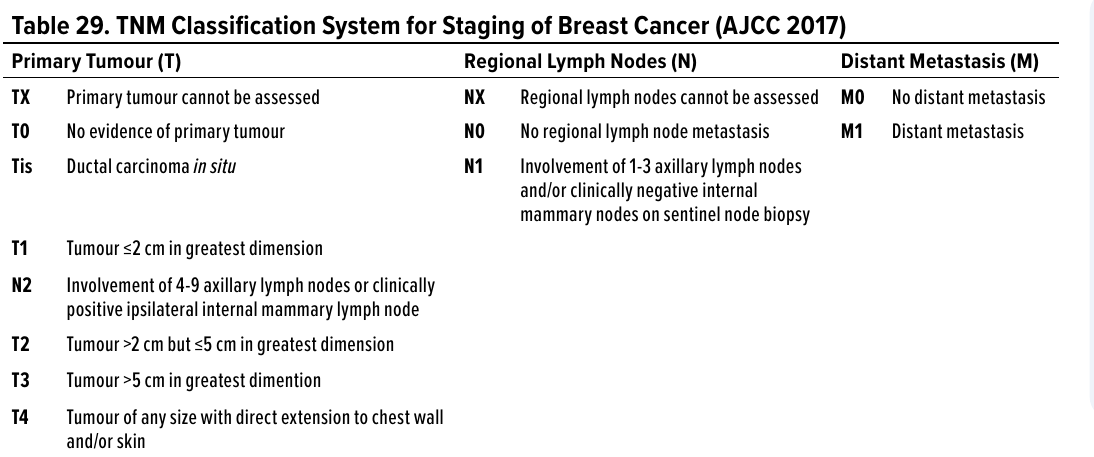 Table 29. TNM Classification System for Staging of Breast Cancer (AJCC 2017)
Primary Tumour (T) Regional Lymph Nodes (N) Distant Metastasis (M)
TX Primary tumour cannot be assessed NX Regional lymph nodes cannot be assessed M0 No distant metastasis
T0 No evidence of primary tumour N0 No regional lymph node metastasis M1 Distant metastasis
Tis Ductal carcinoma in situ N1 Involvement of 1-3 axillary lymph nodes
and/or clinically negative internal
mammary nodes on sentinel node biopsy
T1 Tumour ≤2 cm in greatest dimension
N2 Involvement of 4-9 axillary lymph nodes or clinically
positive ipsilateral internal mammary lymph node
T2 Tumour >2 cm but ≤5 cm in greatest dimension
T3 Tumour >5 cm in greatest dimention
T4 Tumour of any size with direct extension to chest wall
and/or skin